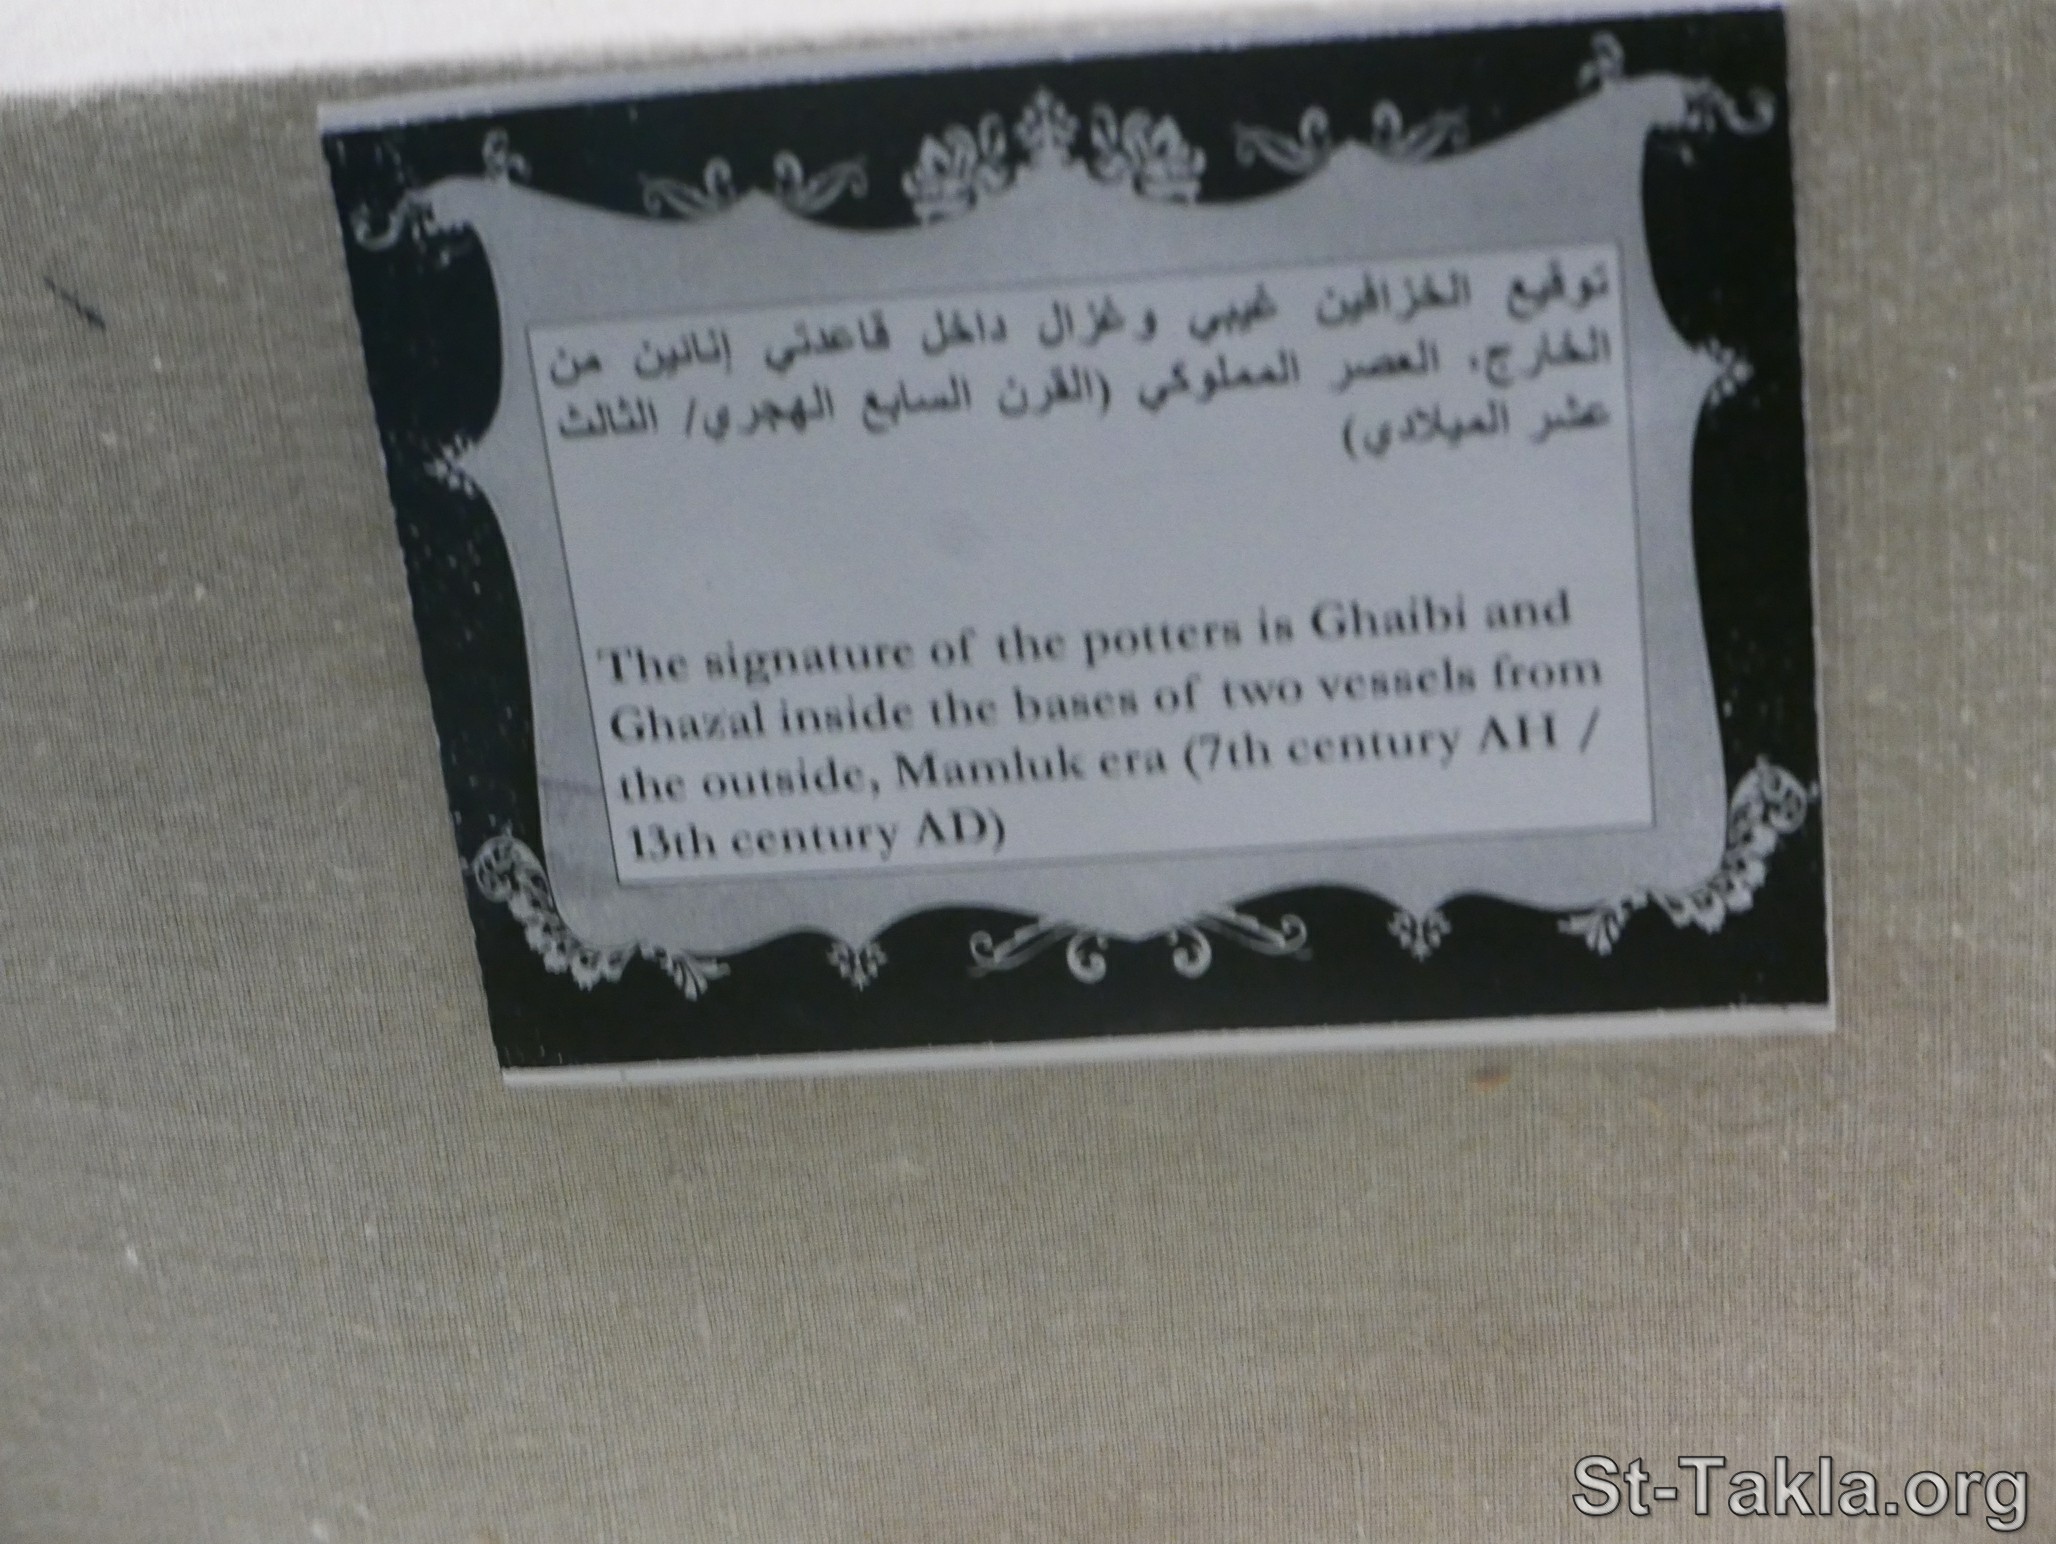 توقيع الخزافين غيبي وغزال داخل قاعدتي إنائين من
الخارج، العصر المملوكي (القرن السابع الهجري/ الثالث
عشر الميلادي)
The signature of the potters is Ghaibi and
Ghazal inside the bases of two vessels from
the outside, Mamluk era (7th century AH /
13th century AD)
St-Takla.org